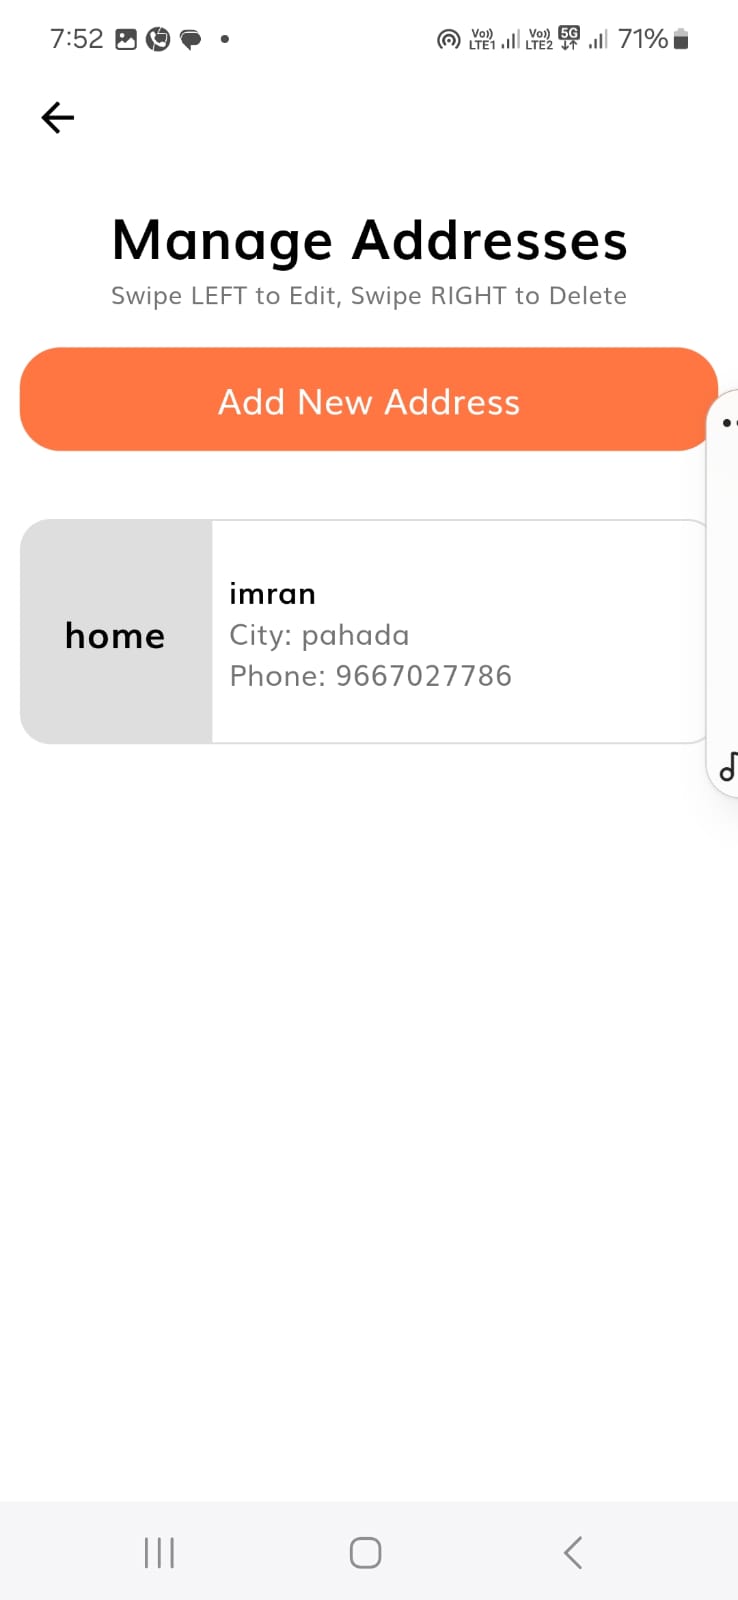 7:52
Vo)) LTE1 Vo)) LTE2 5G 71%
Manage Addresses
Swipe LEFT to Edit, Swipe RIGHT to Delete
Add New Address
home
imran
City: pahada
Phone: 9667027786